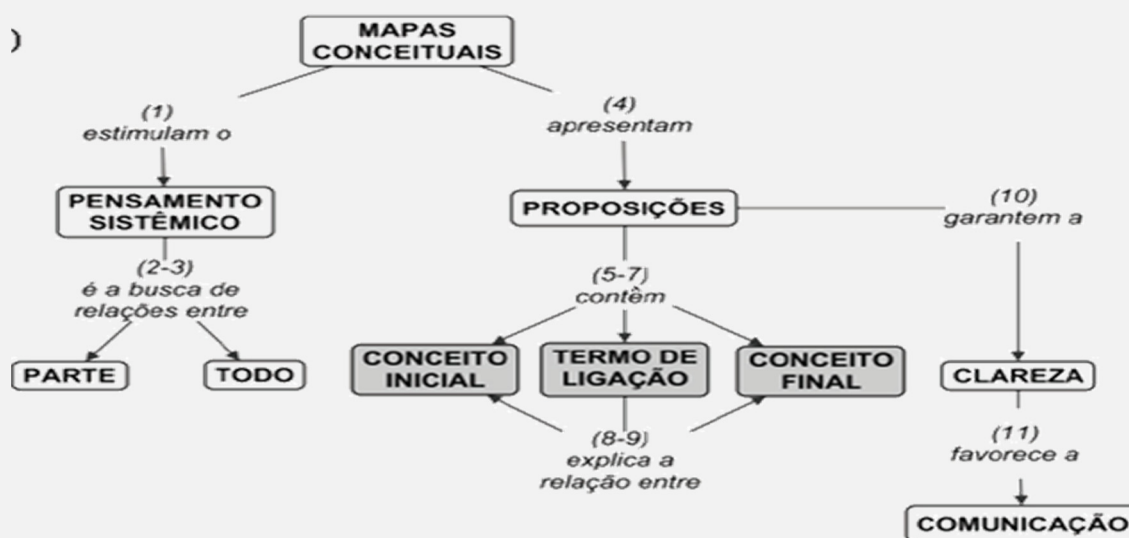 )
MAPAS
CONCEITUAIS
(1)
estimulam o
(4)
apresentam
PENSAMENTO
SISTÊMICO
PROPOSIÇÕES
(10)
garantem a
(2-3)
é a busca de
relações entre
(5-7)
contêm
PARTE
TODO
CONCEITO
INICIAL
TERMO DE
LIGAÇÃO
CONCEITO
FINAL
CLAREZA
(8-9)
explica a
relação entre
(11)
favorece a
COMUNICAÇÃO